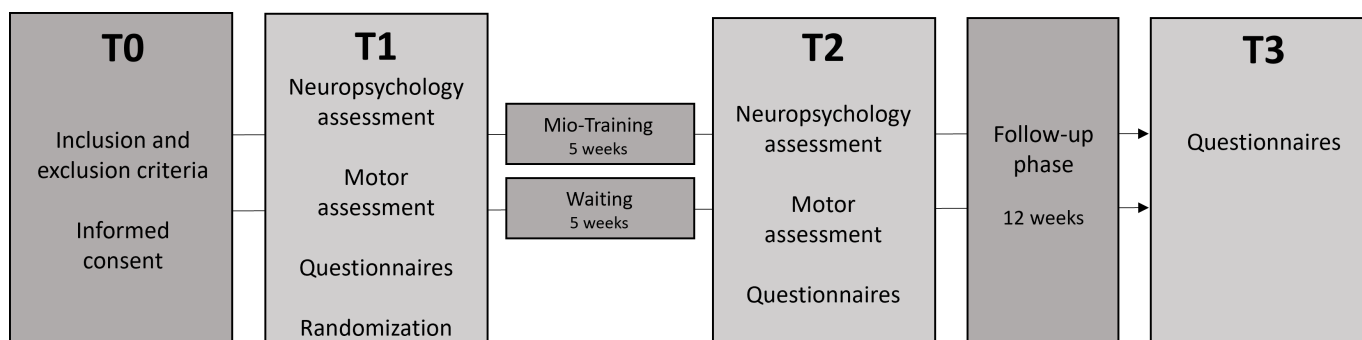 T0
Inclusion and
exclusion criteria
Informed
consent
T1
Neuropsychology
assessment
Motor
assessment
Questionnaires
Randomization
Mio-Training
5 weeks
Waiting
5 weeks
T2
Neuropsychology
assessment
Motor
assessment
Questionnaires
Follow-up
phase
12 weeks
T3
Questionnaires